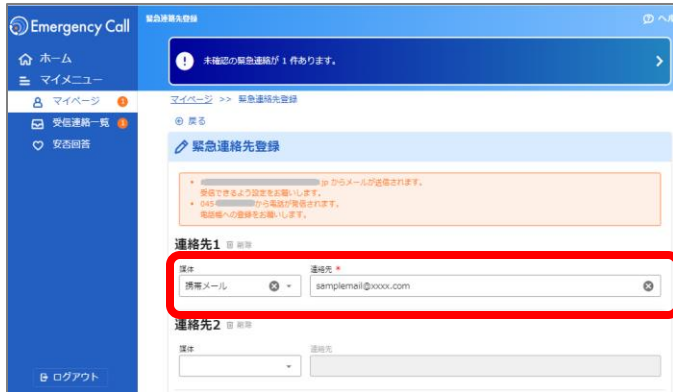 Emergency Call
緊急連絡先登録
ヘル
ホーム
マイメニュー
マイページ 1
受信連絡一覧 1
安否回答
ログアウト
! 未確認の緊急連絡が 1 件あります。
マイページ >> 緊急連絡先登録
戻る
緊急連絡先登録
jp からメールが送信されます。
受信できるよう設定をお願いします。
045 から電話が発信されます。
電話帳への登録をお願いします。
連絡先1 削除
媒体 連絡先 *
携帯メール samplemail@xxxx.com
連絡先2 削除
媒体 連絡先